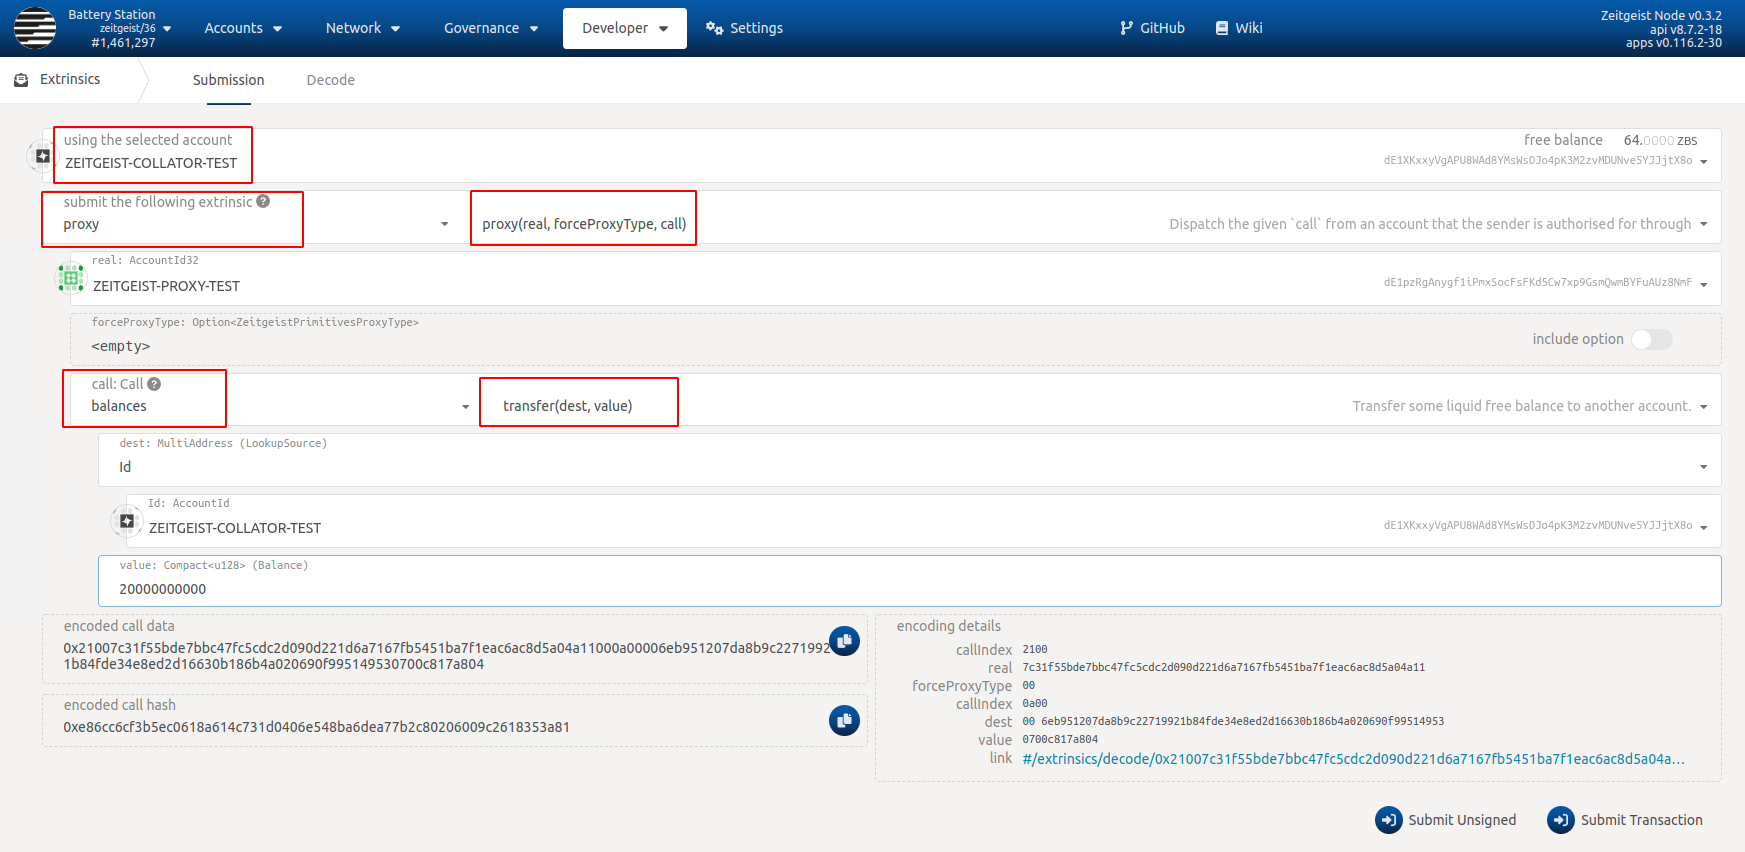 Battery Station
zeitgeist/36
#1,461,297
Accounts
Network
Governance
Developer
Settings
GitHub
Wiki
Zeitgeist Node v0.3.2
api v8.7.2-18
apps v0.116.2-30
Extrinsics
Submission
Decode
using the selected account
ZEITGEIST-COLLATOR-TEST
free balance 64.0000 ZBS
dE1XKxxyVgAPU8WAd8YMsWsDJo4pK3M2zvMDUNve5YJJjtX8o
submit the following extrinsic ?
proxy
proxy(real, forceProxyType, call)
Dispatch the given `call` from an account that the sender is authorised for through
real: AccountId32
ZEITGEIST-PROXY-TEST
dE1pzRgAnygf1iPmxSocFsFKd5Cw7xp9GsmQwmBYFuAUz8NmF
forceProxyType: Option<ZeitgeistPrimitivesProxyType>
<empty>
include option
call: Call ?
balances
transfer(dest, value)
Transfer some liquid free balance to another account.
dest: MultiAddress (LookupSource)
Id
Id: AccountId
ZEITGEIST-COLLATOR-TEST
dE1XKxxyVgAPU8WAd8YMsWsDJo4pK3M2zvMDUNve5YJJjtX8o
value: Compact<u128> (Balance)
20000000000
encoded call data
0x21007c31f55bde7bbc47fc5cdc2d090d221d6a7167fb5451ba7f1eac6ac8d5a04a11000a00006eb951207da8b9c2271992
1b84fde34e8ed2d16630b186b4a020690f995149530700c817a804
encoded call hash
0xe86cc6cf3b5ec0618a614c731d0406e548ba6dea77b2c80206009c2618353a81
encoding details
callIndex 2100
real 7c31f55bde7bbc47fc5cdc2d090d221d6a7167fb5451ba7f1eac6ac8d5a04a11
forceProxyType 00
callIndex 0a00
dest 00 6eb951207da8b9c22719921b84fde34e8ed2d16630b186b4a020690f99514953
value 0700c817a804
link #/extrinsics/decode/0x21007c31f55bde7bbc47fc5cdc2d090d221d6a7167fb5451ba7f1eac6ac8d5a04a...
Submit Unsigned
Submit Transaction